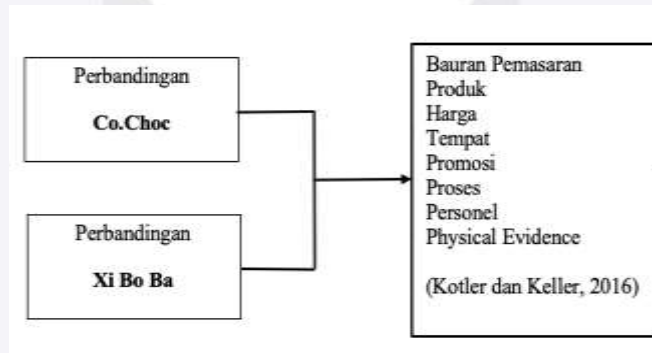 Perbandingan
Co.Choc
Perbandingan
Xi Bo Ba
Bauran Pemasaran
Produk
Harga
Tempat
Promosi
Proses
Personel
Physical Evidence
(Kotler dan Keller, 2016)